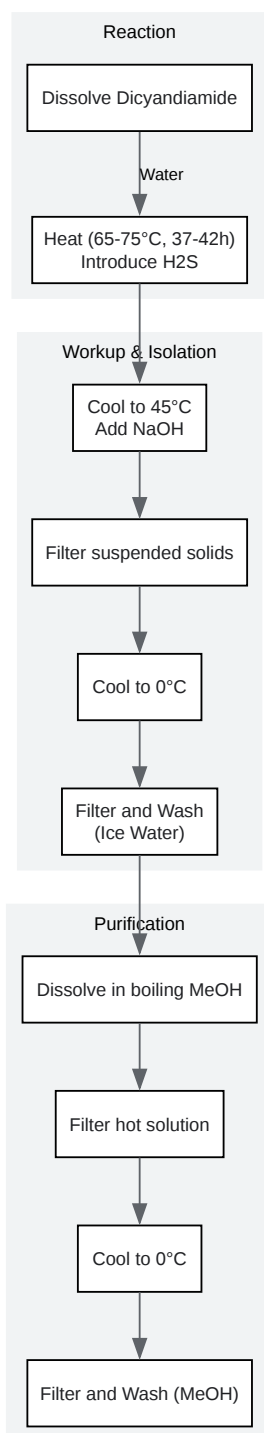 Reaction
Dissolve Dicyandiamide
Water
Heat (65-75°C, 37-42h)
Introduce H2S
Workup & Isolation
Cool to 45°C
Add NaOH
Filter suspended solids
Cool to 0°C
Filter and Wash
(Ice Water)
Purification
Dissolve in boiling MeOH
Filter hot solution
Cool to 0°C
Filter and Wash (MeOH)